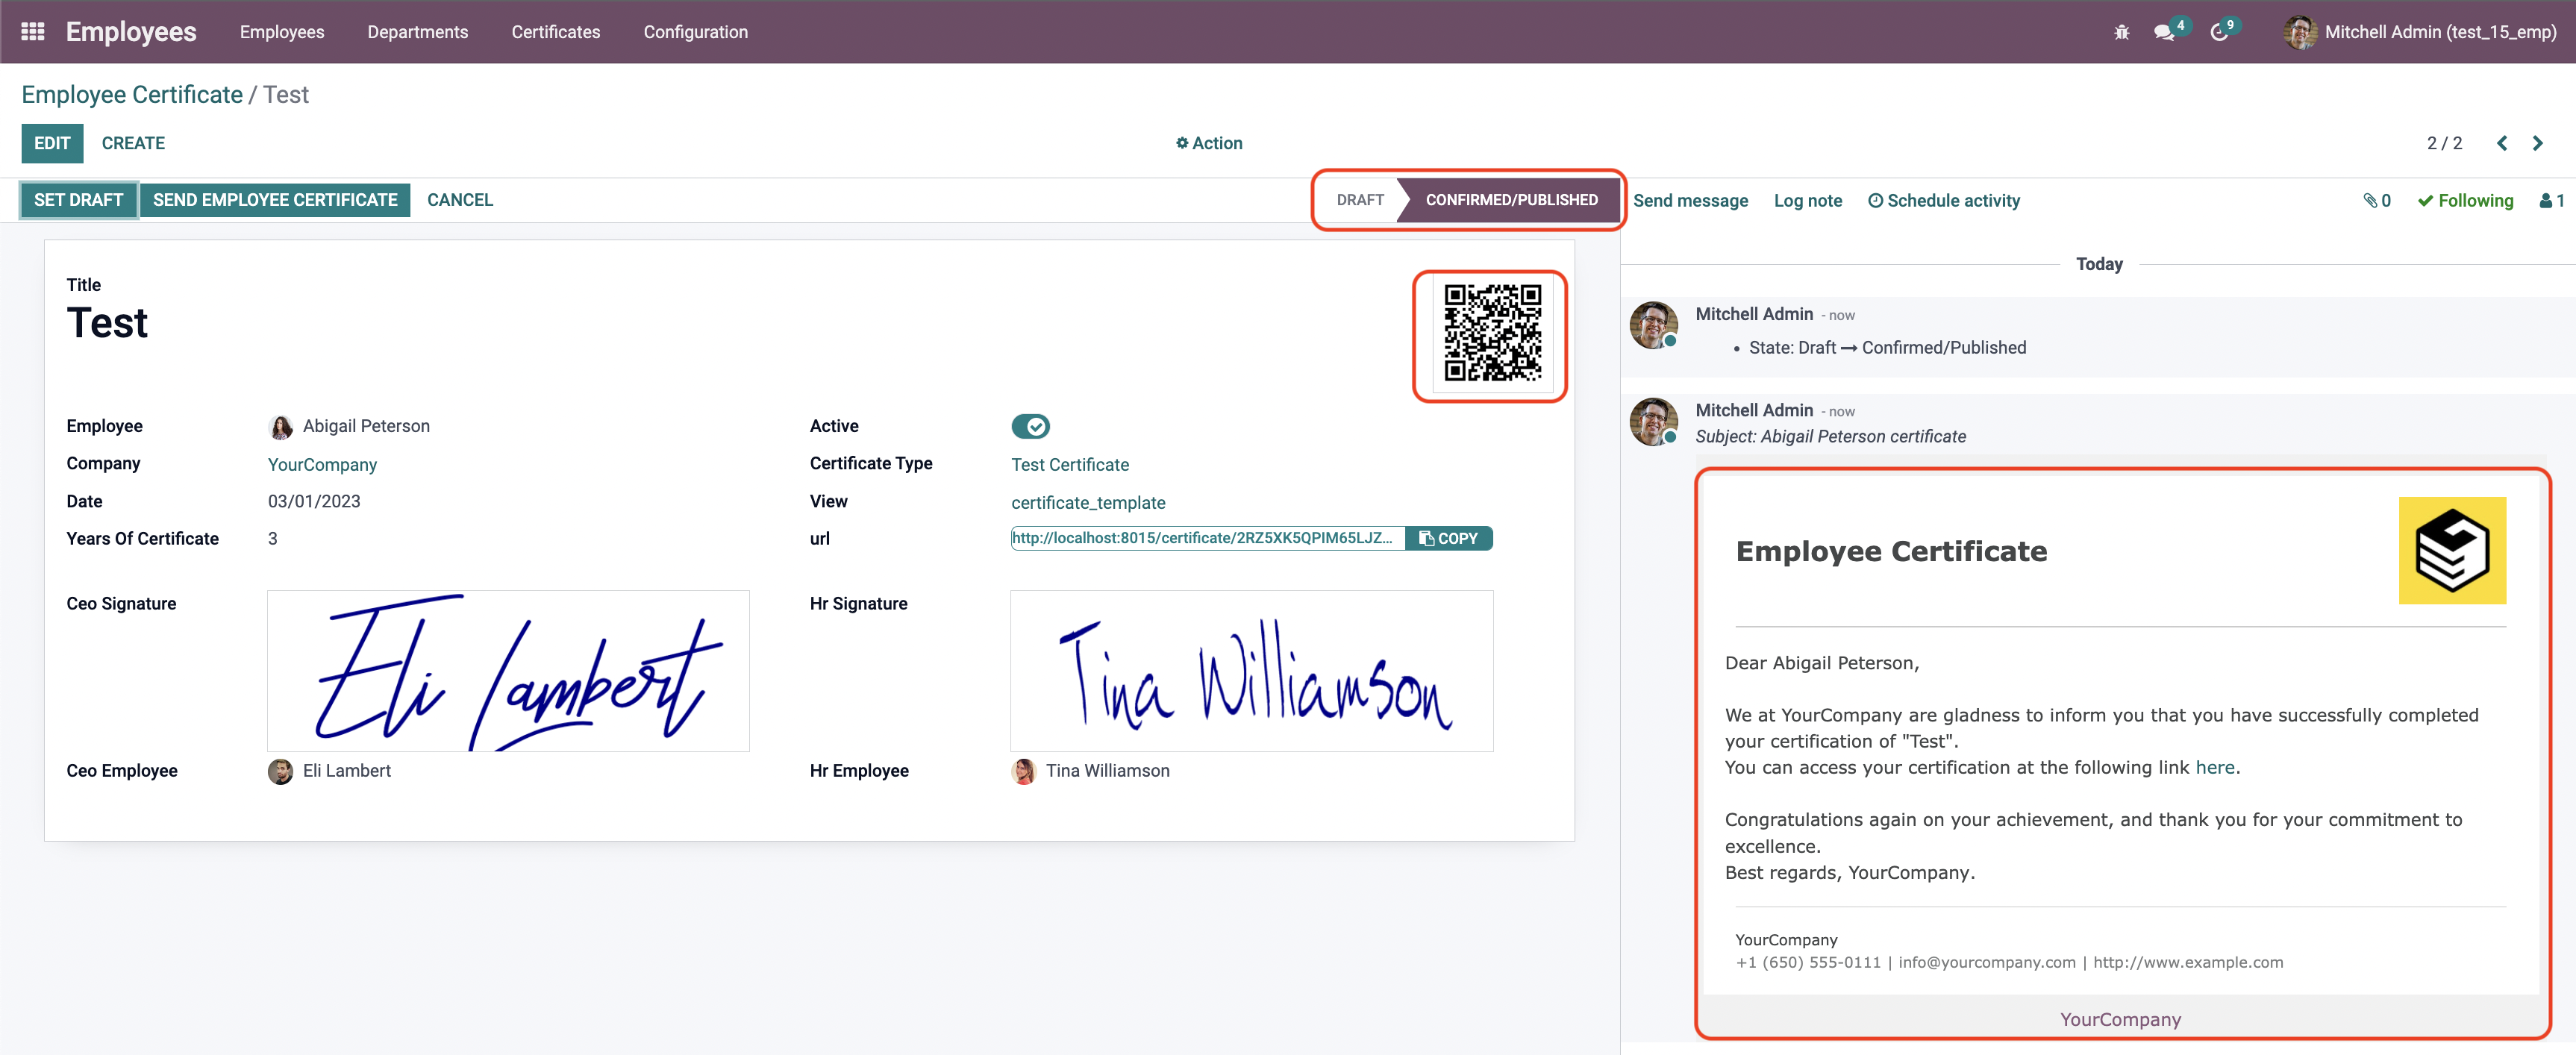 Employees Employees Departments Certificates Configuration 4 9 Mitchell Admin (test_15_emp)
Employee Certificate / Test
EDIT CREATE Action 2 / 2
SET DRAFT SEND EMPLOYEE CERTIFICATE CANCEL DRAFT CONFIRMED/PUBLISHED Send message Log note Schedule activity 0 Following 1
Title
Test
Employee Abigail Peterson Active
Company YourCompany Certificate Type Test Certificate
Date 03/01/2023 View certificate_template
Years Of Certificate 3 url http://localhost:8015/certificate/2RZ5XK5QPIM65LJZ... COPY
Ceo Signature Eli Lambert Hr Signature Tina Williamson
Ceo Employee Eli Lambert Hr Employee Tina Williamson
Today
Mitchell Admin - now
• State: Draft → Confirmed/Published
Mitchell Admin - now
Subject: Abigail Peterson certificate
Employee Certificate
Dear Abigail Peterson,
We at YourCompany are gladness to inform you that you have successfully completed
your certification of "Test".
You can access your certification at the following link here.
Congratulations again on your achievement, and thank you for your commitment to
excellence.
Best regards, YourCompany.
YourCompany
+1 (650) 555-0111 | info@yourcompany.com | http://www.example.com
YourCompany